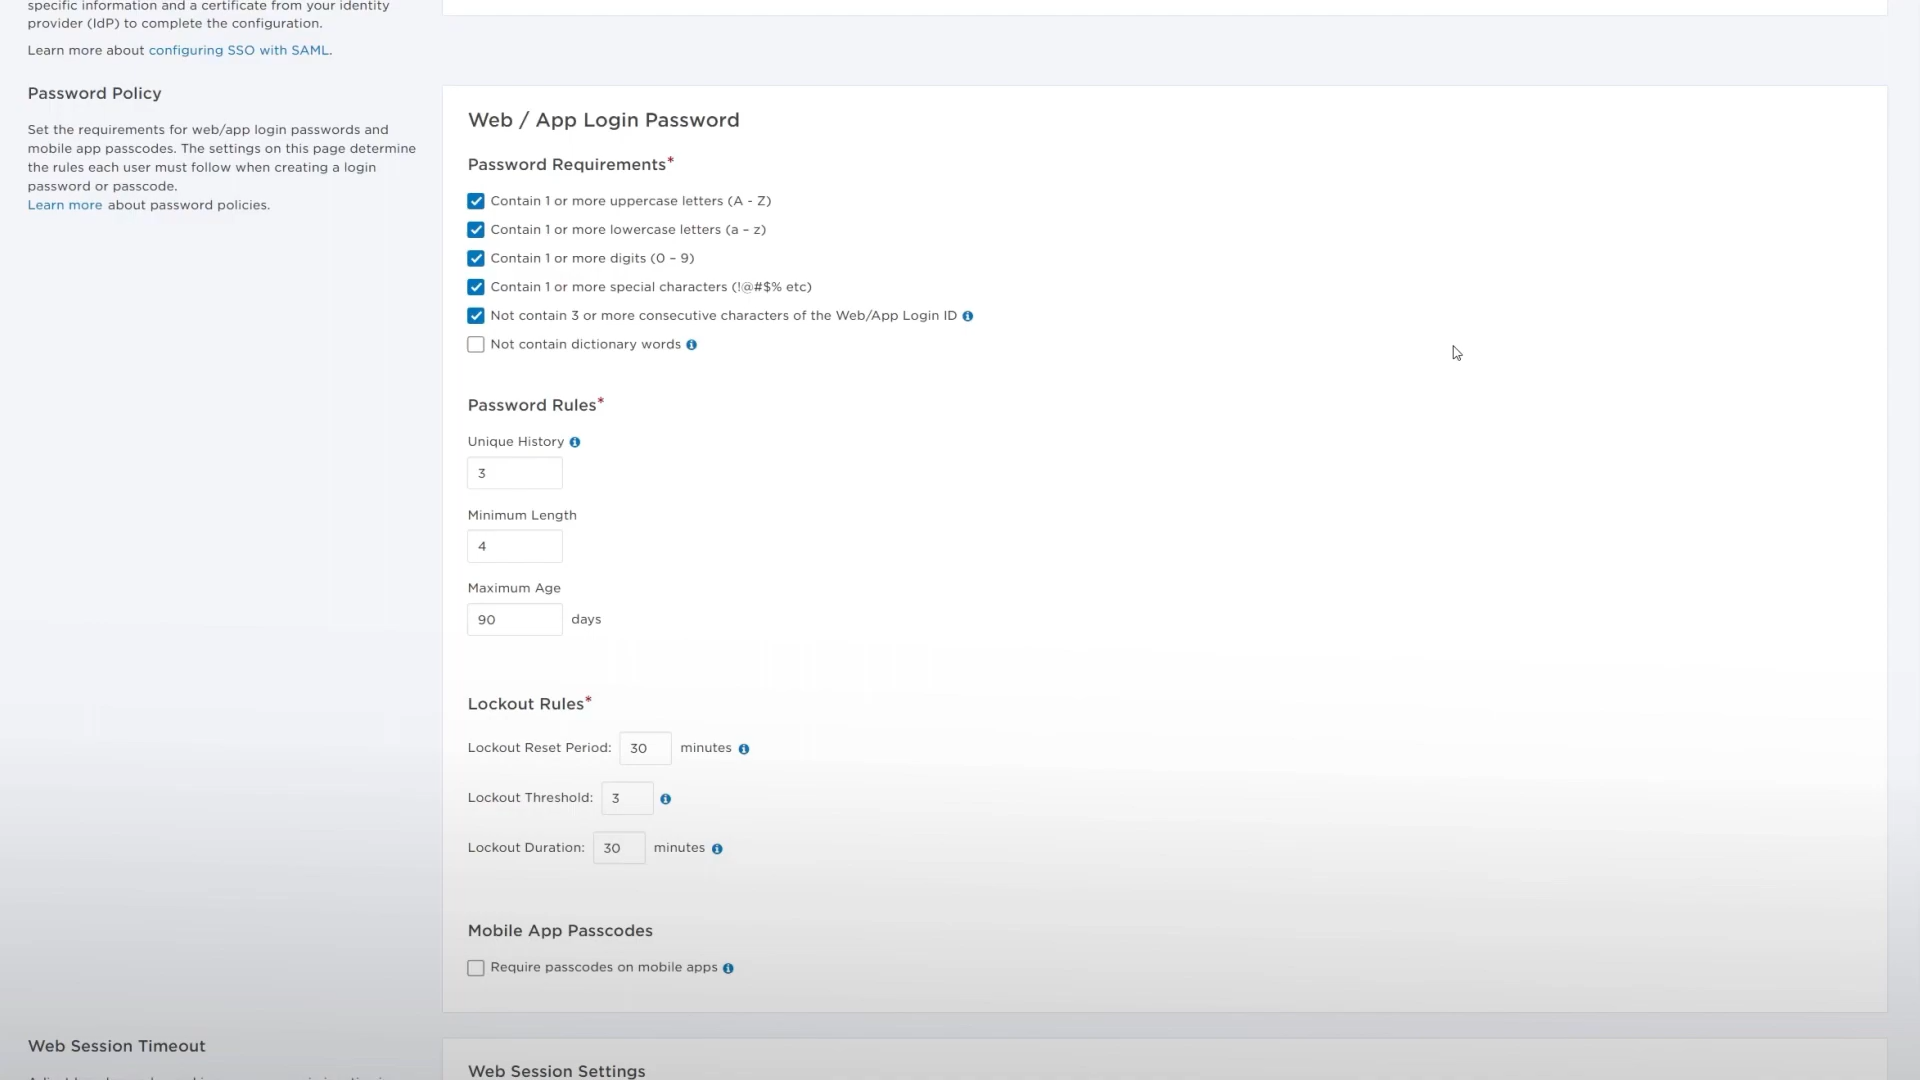 specific information and a certificate from your identity
provider (IdP) to complete the configuration.
Learn more about configuring SSO with SAML.
Password Policy
Set the requirements for web/app login passwords and
mobile app passcodes. The settings on this page determine
the rules each user must follow when creating a login
password or passcode.
Learn more about password policies.
Web / App Login Password
Password Requirements*
Contain 1 or more uppercase letters (A - Z)
Contain 1 or more lowercase letters (a – z)
Contain 1 or more digits (0 – 9)
Contain 1 or more special characters (!@#$% etc)
Not contain 3 or more consecutive characters of the Web/App Login ID
Not contain dictionary words
Password Rules*
Unique History
3
Minimum Length
4
Maximum Age
90 days
Lockout Rules*
Lockout Reset Period: 30 minutes
Lockout Threshold: 3
Lockout Duration: 30 minutes
Mobile App Passcodes
Require passcodes on mobile apps
Web Session Timeout
Web Session Settings